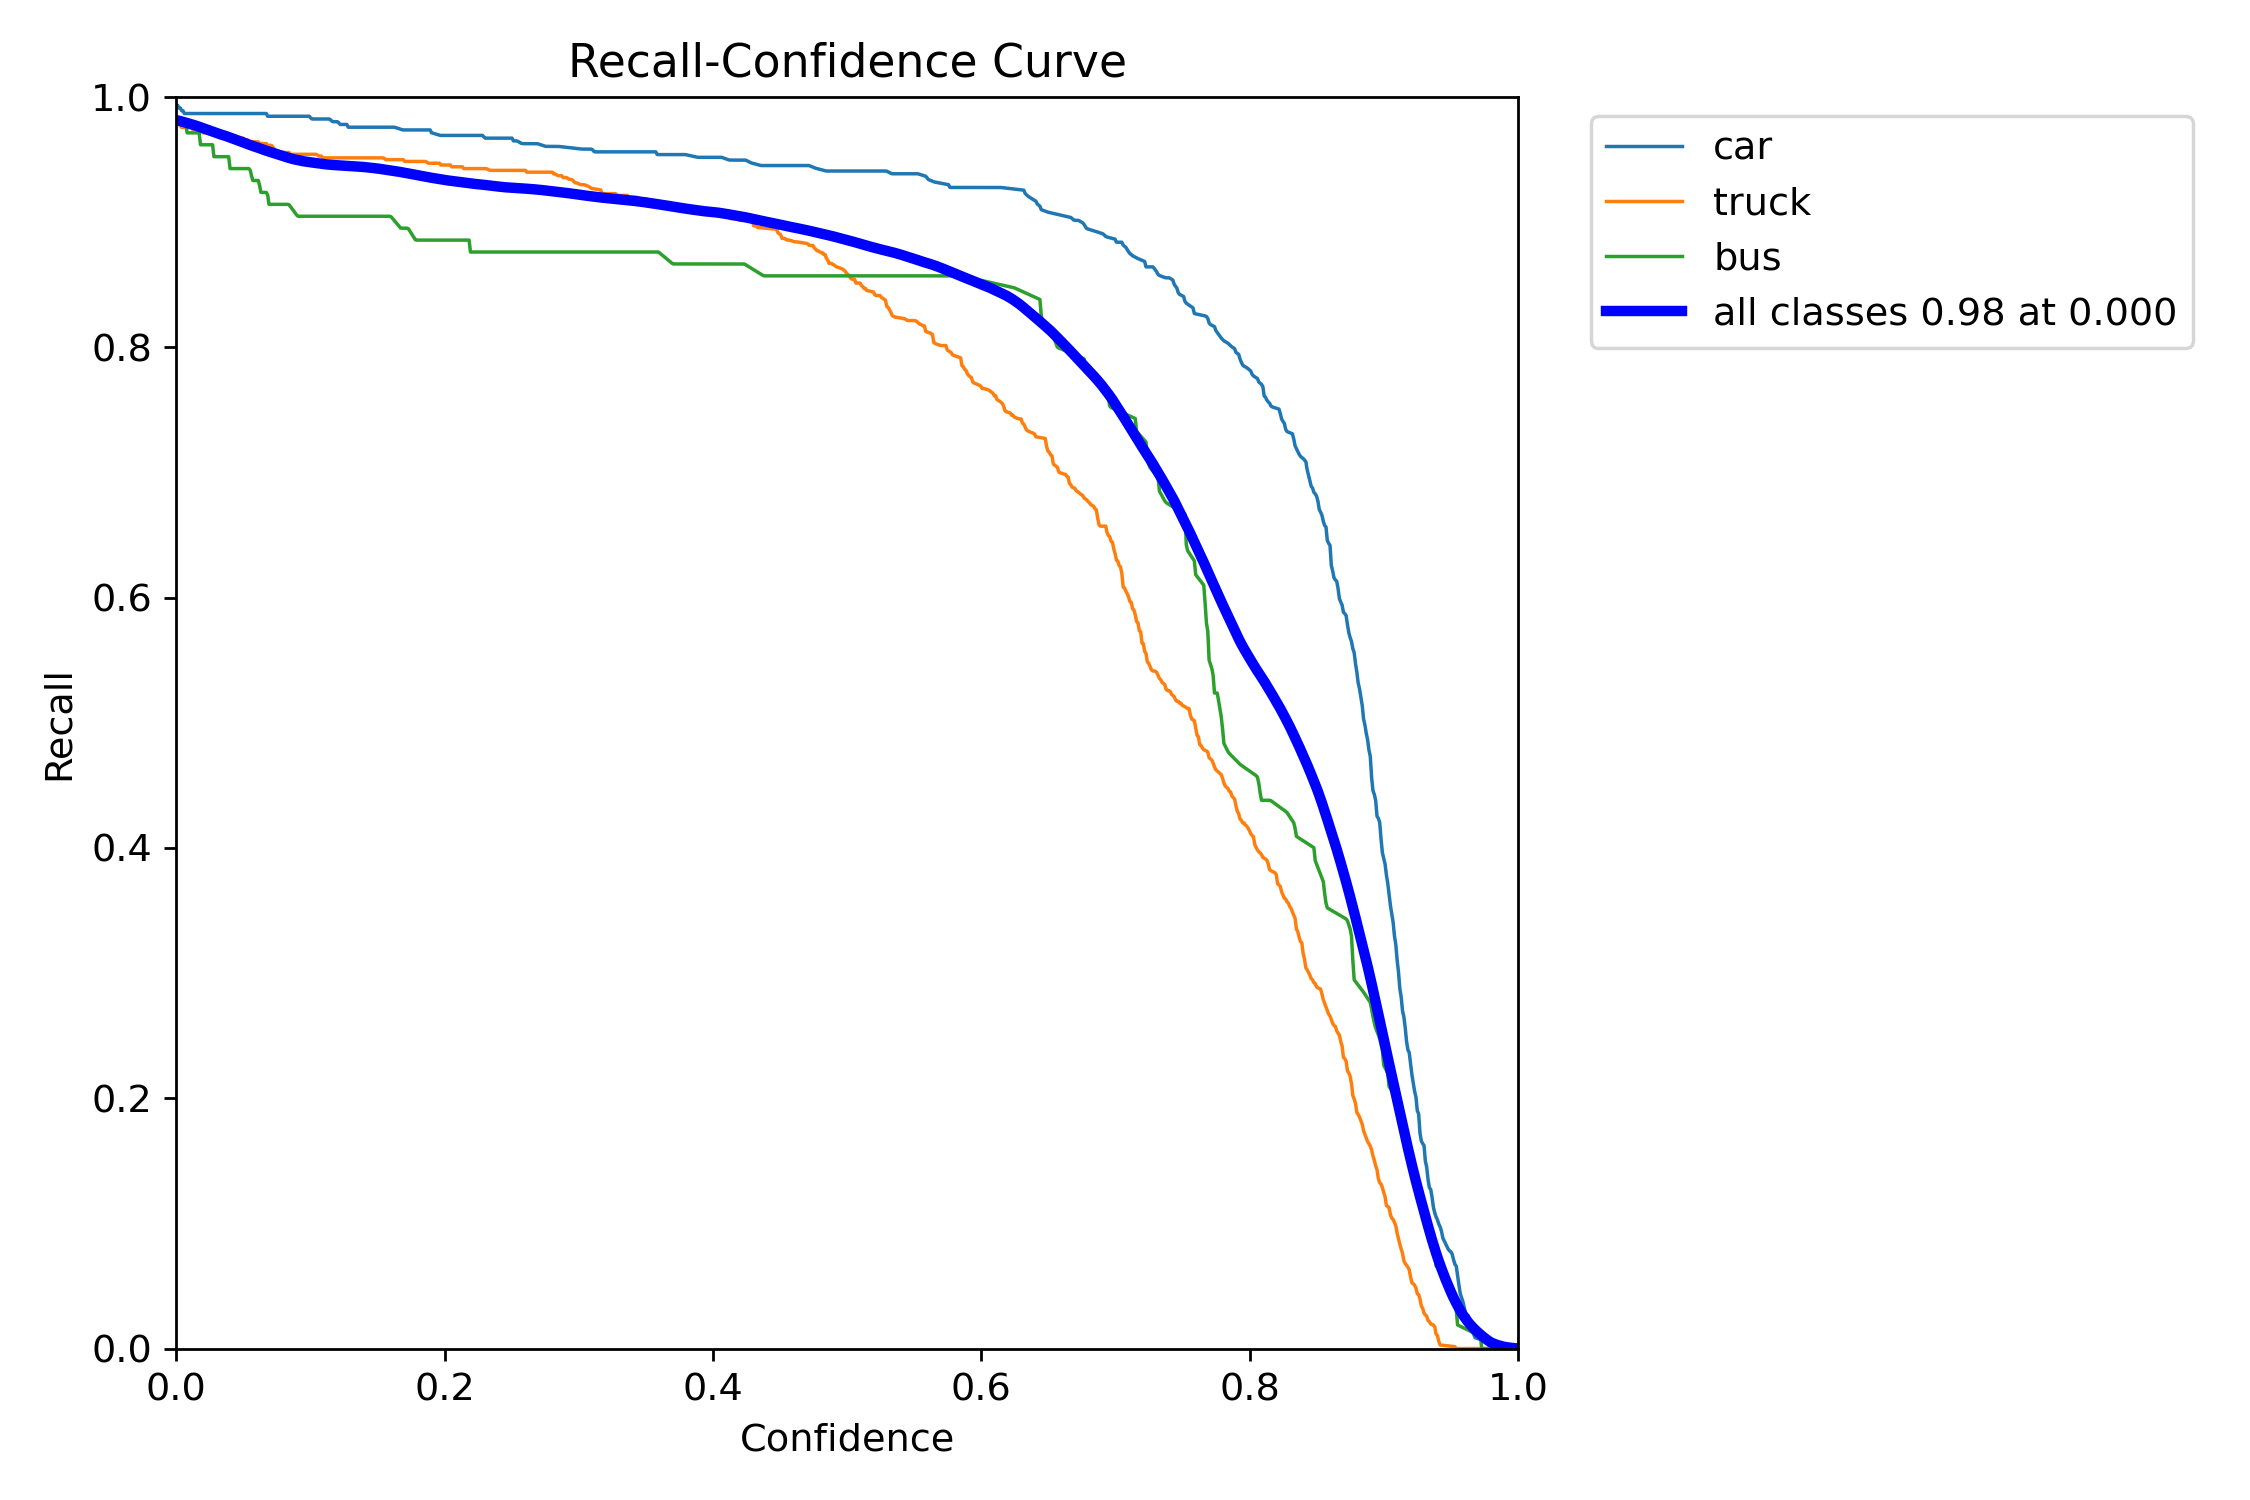 Recall-Confidence Curve
1.0
0.8
0.6
0.4
0.2
0.0
Recall
0.0 0.2 0.4 0.6 0.8 1.0
Confidence
car
truck
bus
all classes 0.98 at 0.000